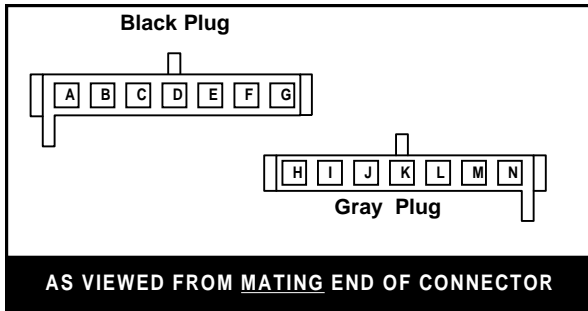 Black Plug
A B C D E F G
H I J K L M N
Gray Plug
AS VIEWED FROM MATING END OF CONNECTOR